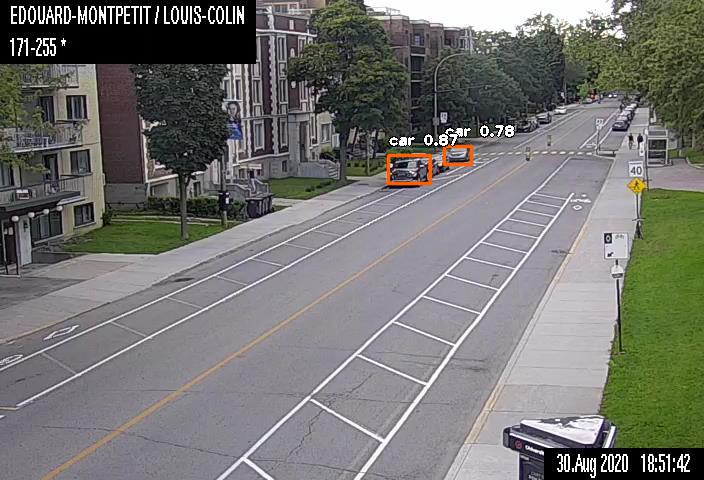 EDOUARD-MONTPETIT / LOUIS-COLIN
171-255 *
car 0.87
car 0.78
40
30.Aug 2020 18:51:42